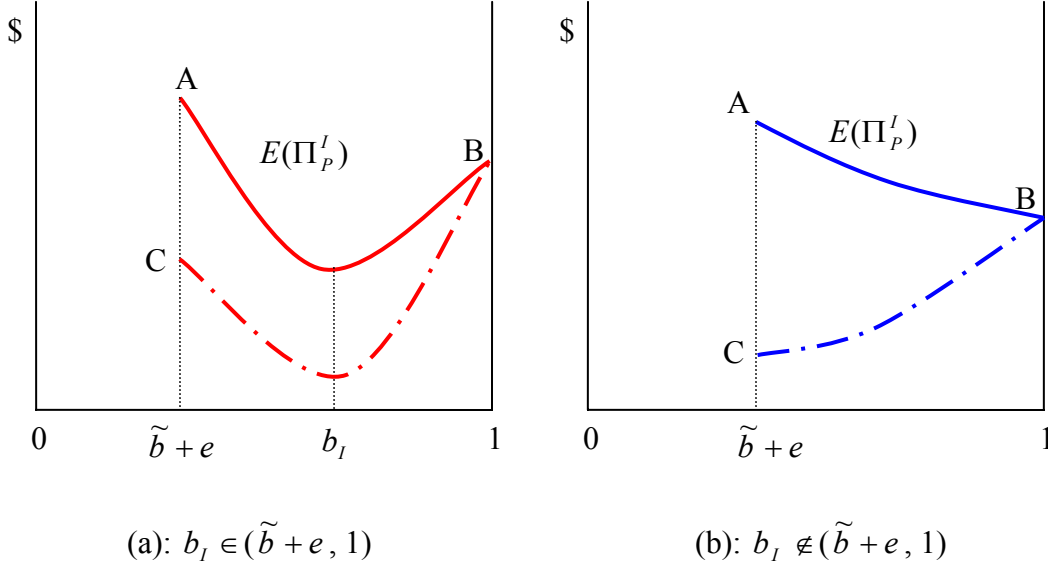 $
A
E(Π_P^I)
B
C
0
b̃ + e
b_I
1
(a): b_I ∈ (b̃ + e, 1)
$
A
E(Π_P^I)
B
C
0
b̃ + e
1
(b): b_I ∉ (b̃ + e, 1)